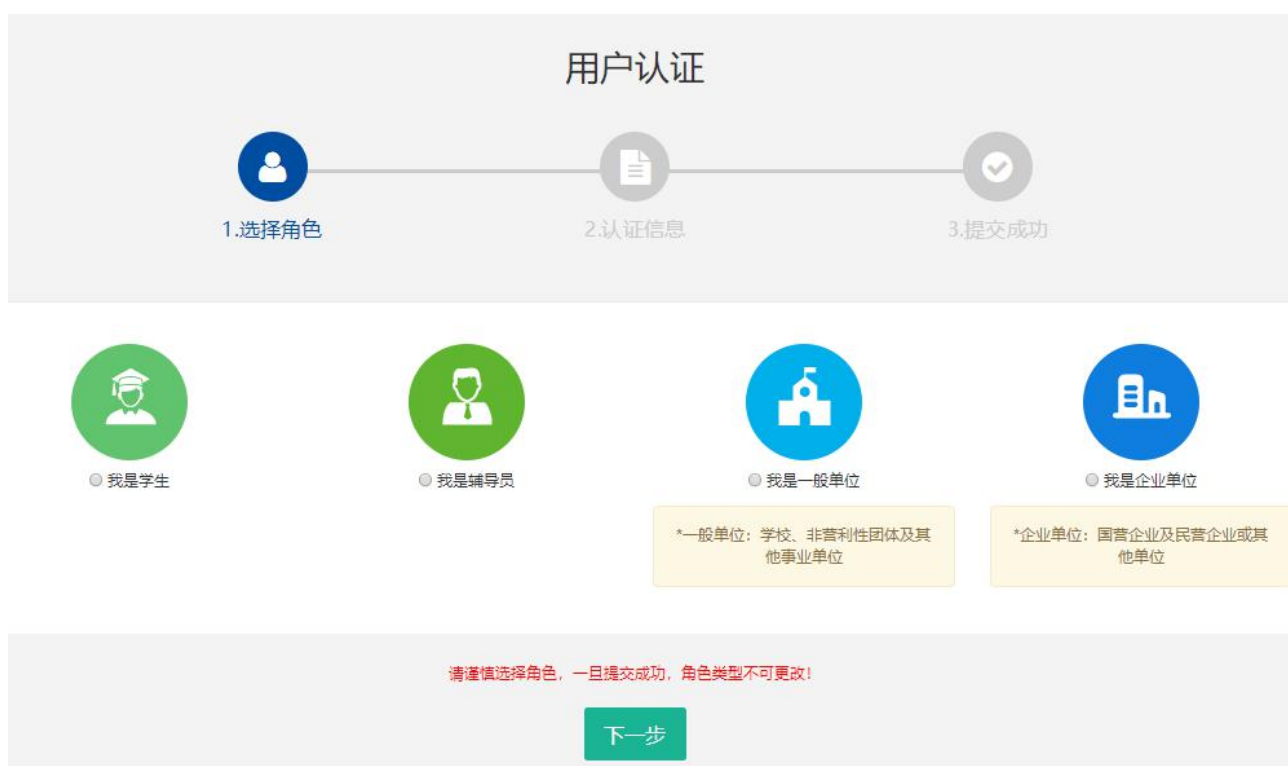 用户认证
1.选择角色
2.认证信息
3.提交成功
我是学生
我是辅导员
我是一般单位
我是企业单位
*一般单位：学校、非营利性团体及其
他事业单位
*企业单位：国营企业及民营企业或其
他单位
请谨慎选择角色，一旦提交成功，角色类型不可更改！
下一步